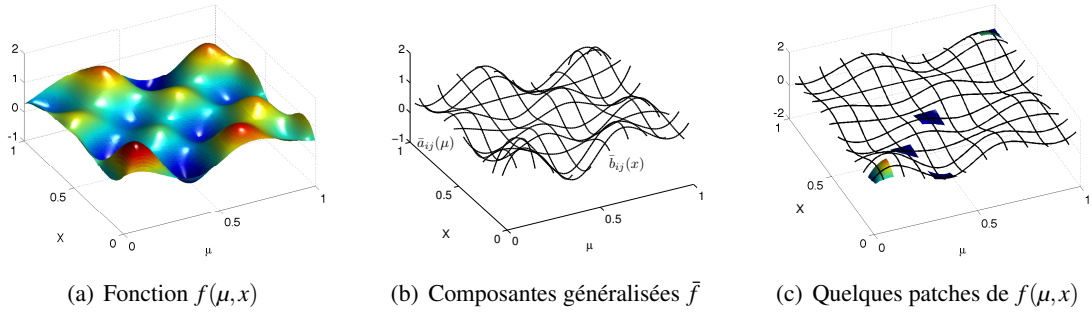 2
1
0
-1
1
0.5
0
X
0
0.5
1
μ
2
1
0
-1
1
0.5
0
X
0
0.5
1
μ
ā_ij(μ)
b̄_ij(x)
2
0
-2
1
0.5
0
X
0
0.5
1
μ
(a) Fonction f(μ,x)
(b) Composantes généralisées f̄
(c) Quelques patches de f(μ,x)